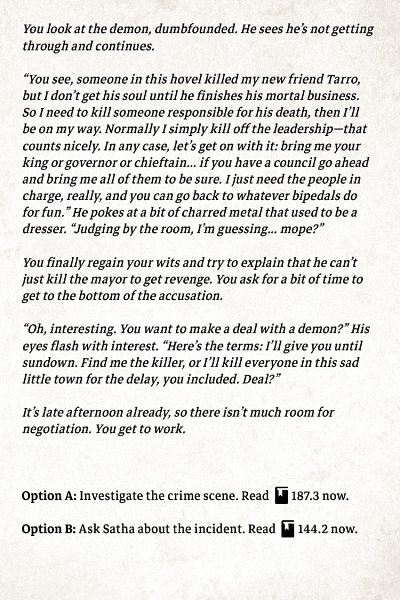 You look at the demon, dumbfounded. He sees he’s not getting
through and continues.
“You see, someone in this hovel killed my new friend Tarro,
but I don’t get his soul until he finishes his mortal business.
So I need to kill someone responsible for his death, then I’ll
be on my way. Normally I simply kill off the leadership—that
counts nicely. In any case, let’s get on with it: bring me your
king or governor or chieftain... if you have a council go ahead
and bring me all of them to be sure. I just need the people in
charge, really, and you can go back to whatever bipedals do
for fun.” He pokes at a bit of charred metal that used to be a
dresser. “Judging by the room, I’m guessing... mope?”
You finally regain your wits and try to explain that he can’t
just kill the mayor to get revenge. You ask for a bit of time to
get to the bottom of the accusation.
“Oh, interesting. You want to make a deal with a demon?” His
eyes flash with interest. “Here’s the terms: I’ll give you until
sundown. Find me the killer, or I’ll kill everyone in this sad
little town for the delay, you included. Deal?”
It’s late afternoon already, so there isn’t much room for
negotiation. You get to work.
Option A: Investigate the crime scene. Read 187.3 now.
Option B: Ask Satha about the incident. Read 144.2 now.